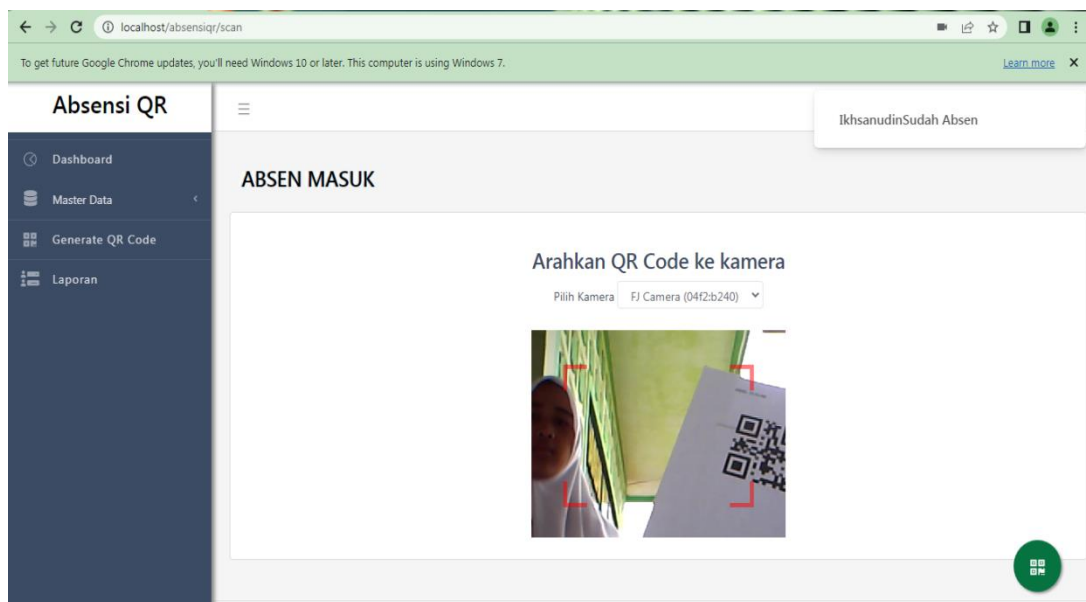 localhost/absensiqr/scan
To get future Google Chrome updates, you'll need Windows 10 or later. This computer is using Windows 7.
Learn more
Absensi QR
IkhsanudinSudah Absen
Dashboard
ABSEN MASUK
Master Data
Generate QR Code
Arahkan QR Code ke kamera
Laporan
Pilih Kamera FJ Camera (04f2:b240)